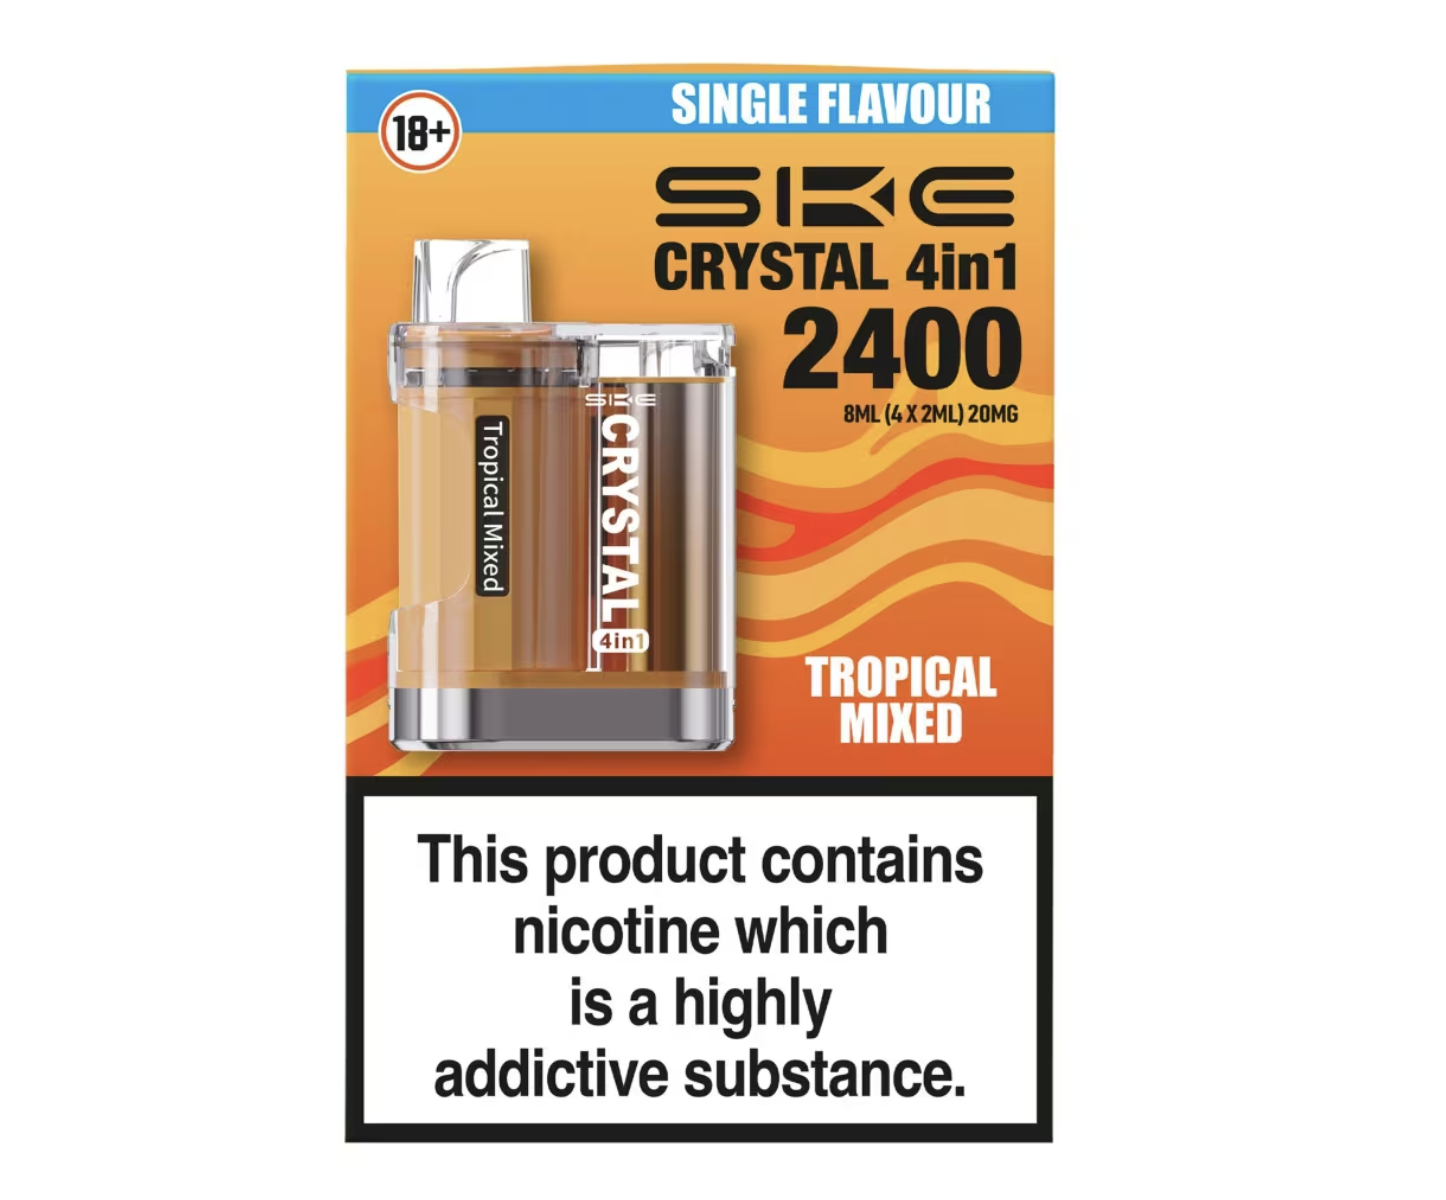 SINGLE FLAVOUR
18+
SKE
CRYSTAL 4in1
2400
8ML (4 X 2ML) 20MG
SKE
CRYSTAL
4in1
Tropical Mixed
TROPICAL
MIXED
This product contains
nicotine which
is a highly
addictive substance.